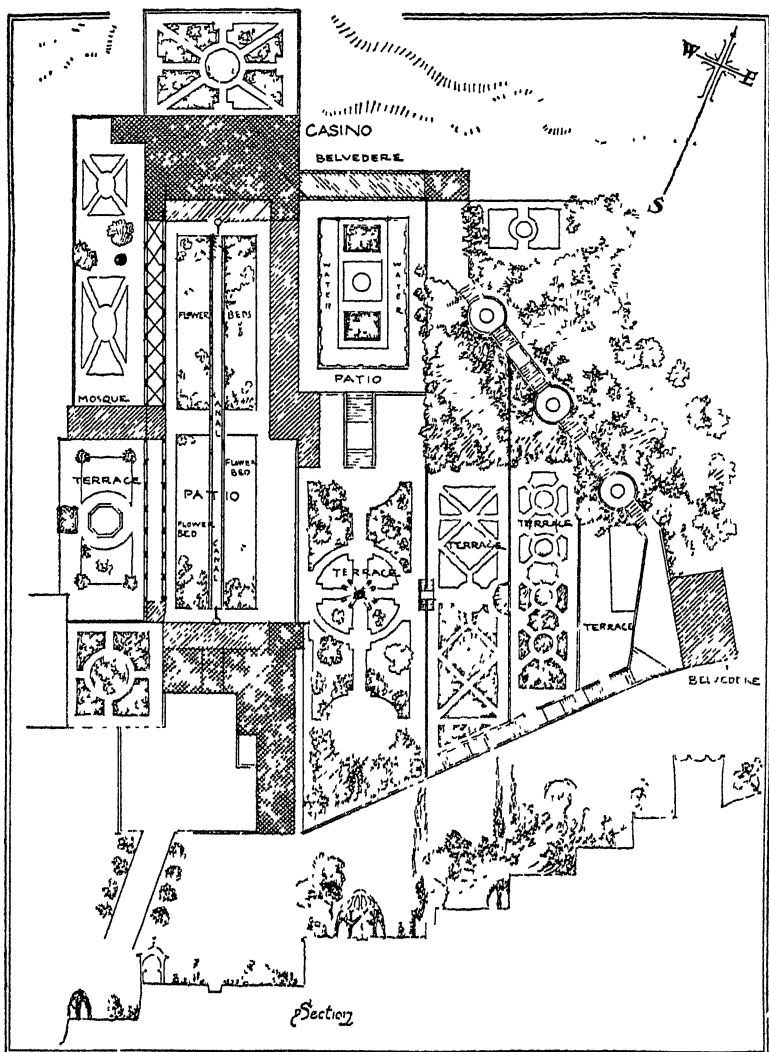 W
E
S
CASINO
BELVEDERE
WATER
WATER
FLOWER BEDS
CANAL
PATIO
MOSQUE
TERRACE
FLOWER
BED
PATIO
FLOWER
BED
CANAL
TERRACE
TERRACE
TERRACE
TERRACE
BELVEDERE
Section